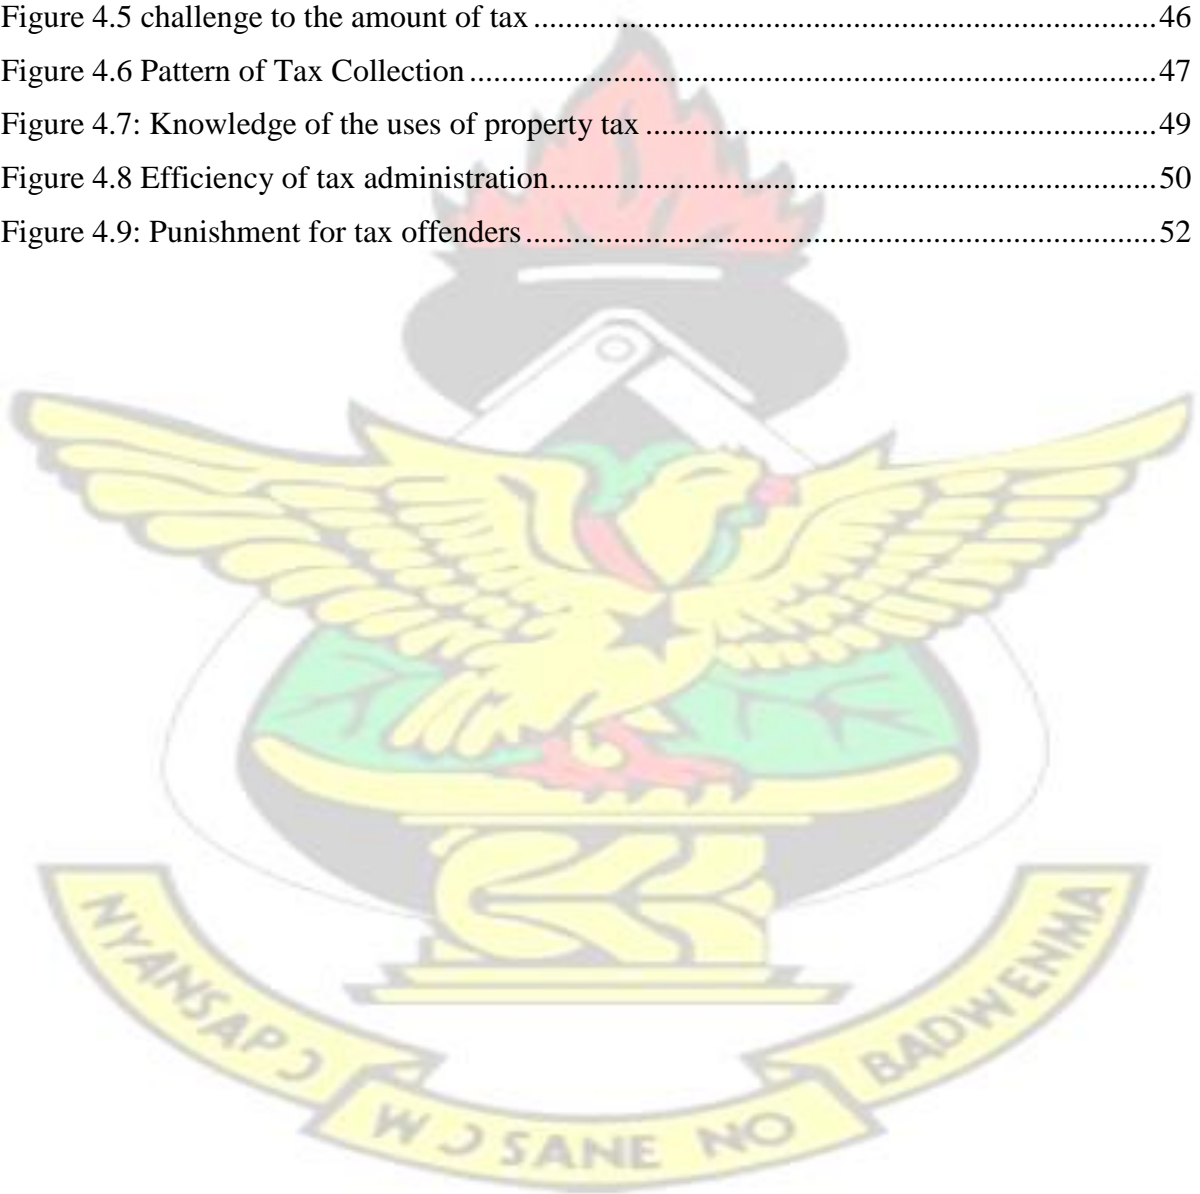 Figure 4.5 challenge to the amount of tax ........................................................................ 46
Figure 4.6 Pattern of Tax Collection ................................................................................ 47
Figure 4.7: Knowledge of the uses of property tax .......................................................... 49
Figure 4.8 Efficiency of tax administration...................................................................... 50
Figure 4.9: Punishment for tax offenders ......................................................................... 52
NYANSAPƆ
WƆSANE NO
BADWENMA